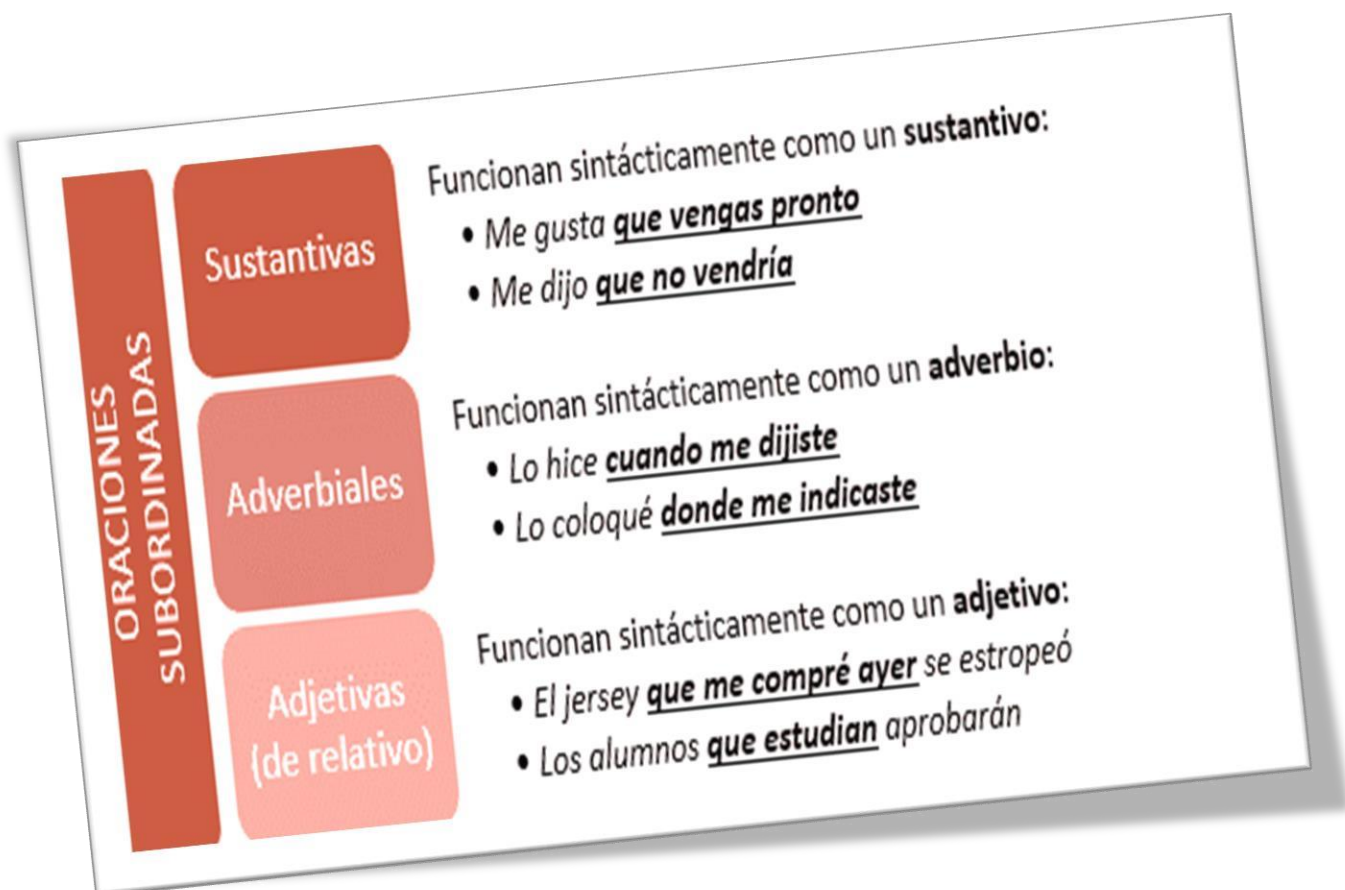 ORACIONES
SUBORDINADAS
Sustantivas
Funcionan sintácticamente como un sustantivo:
• Me gusta que vengas pronto
• Me dijo que no vendría
Adverbiales
Funcionan sintácticamente como un adverbio:
• Lo hice cuando me dijiste
• Lo coloqué donde me indicaste
Adjetivas
(de relativo)
Funcionan sintácticamente como un adjetivo:
• El jersey que me compré ayer se estropeó
• Los alumnos que estudian aprobarán